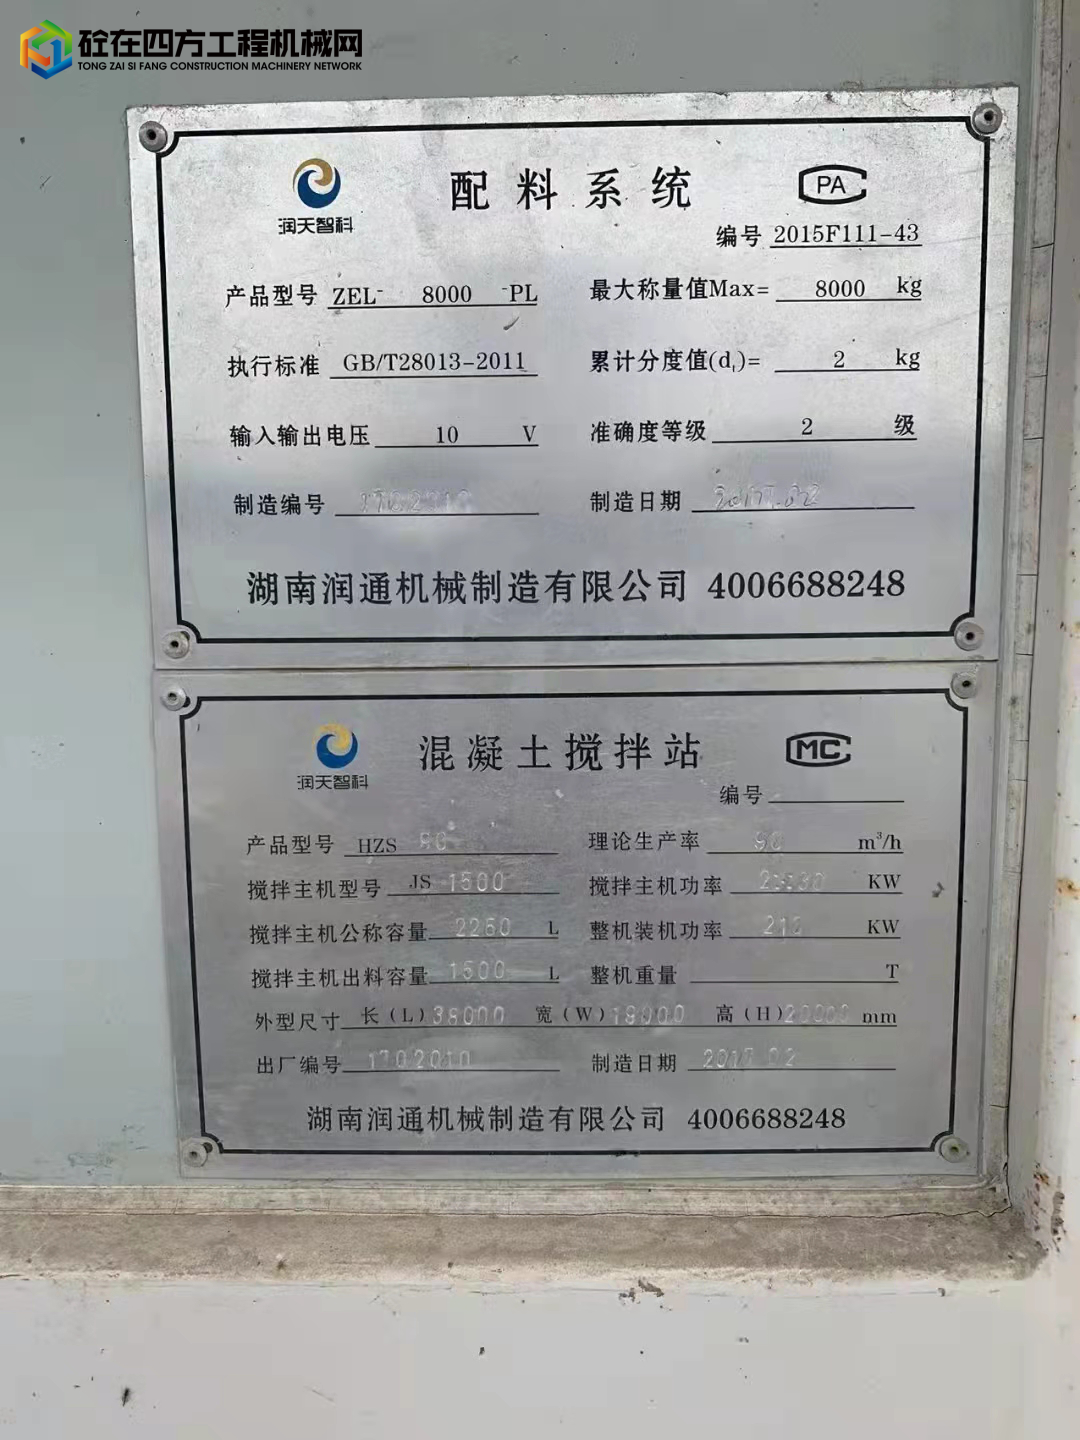 砼在四方工程机械网
TONG ZAI SI FANG CONSTRUCTION MACHINERY NETWORK
润天智科
配料系统
PA
编号 2015F111-43
产品型号 ZEL- 8000 -PL 最大称量值Max= 8000 kg
执行标准 GB/T28013-2011 累计分度值(dt)= 2 kg
输入输出电压 10 V 准确度等级 2 级
制造编号 1702010 制造日期 2017.02
湖南润通机械制造有限公司 4006688248
润天智科
混凝土搅拌站
MC
编号
产品型号 HZS 理论生产率 90 m³/h
搅拌主机型号 JS 1500 搅拌主机功率 KW
搅拌主机公称容量 2250 L 整机装机功率 KW
搅拌主机出料容量 1500 L 整机重量 T
外型尺寸 长(L)38000 宽(W)18000 高(H)20000 mm
出厂编号 1702010 制造日期 2017.02
湖南润通机械制造有限公司 4006688248